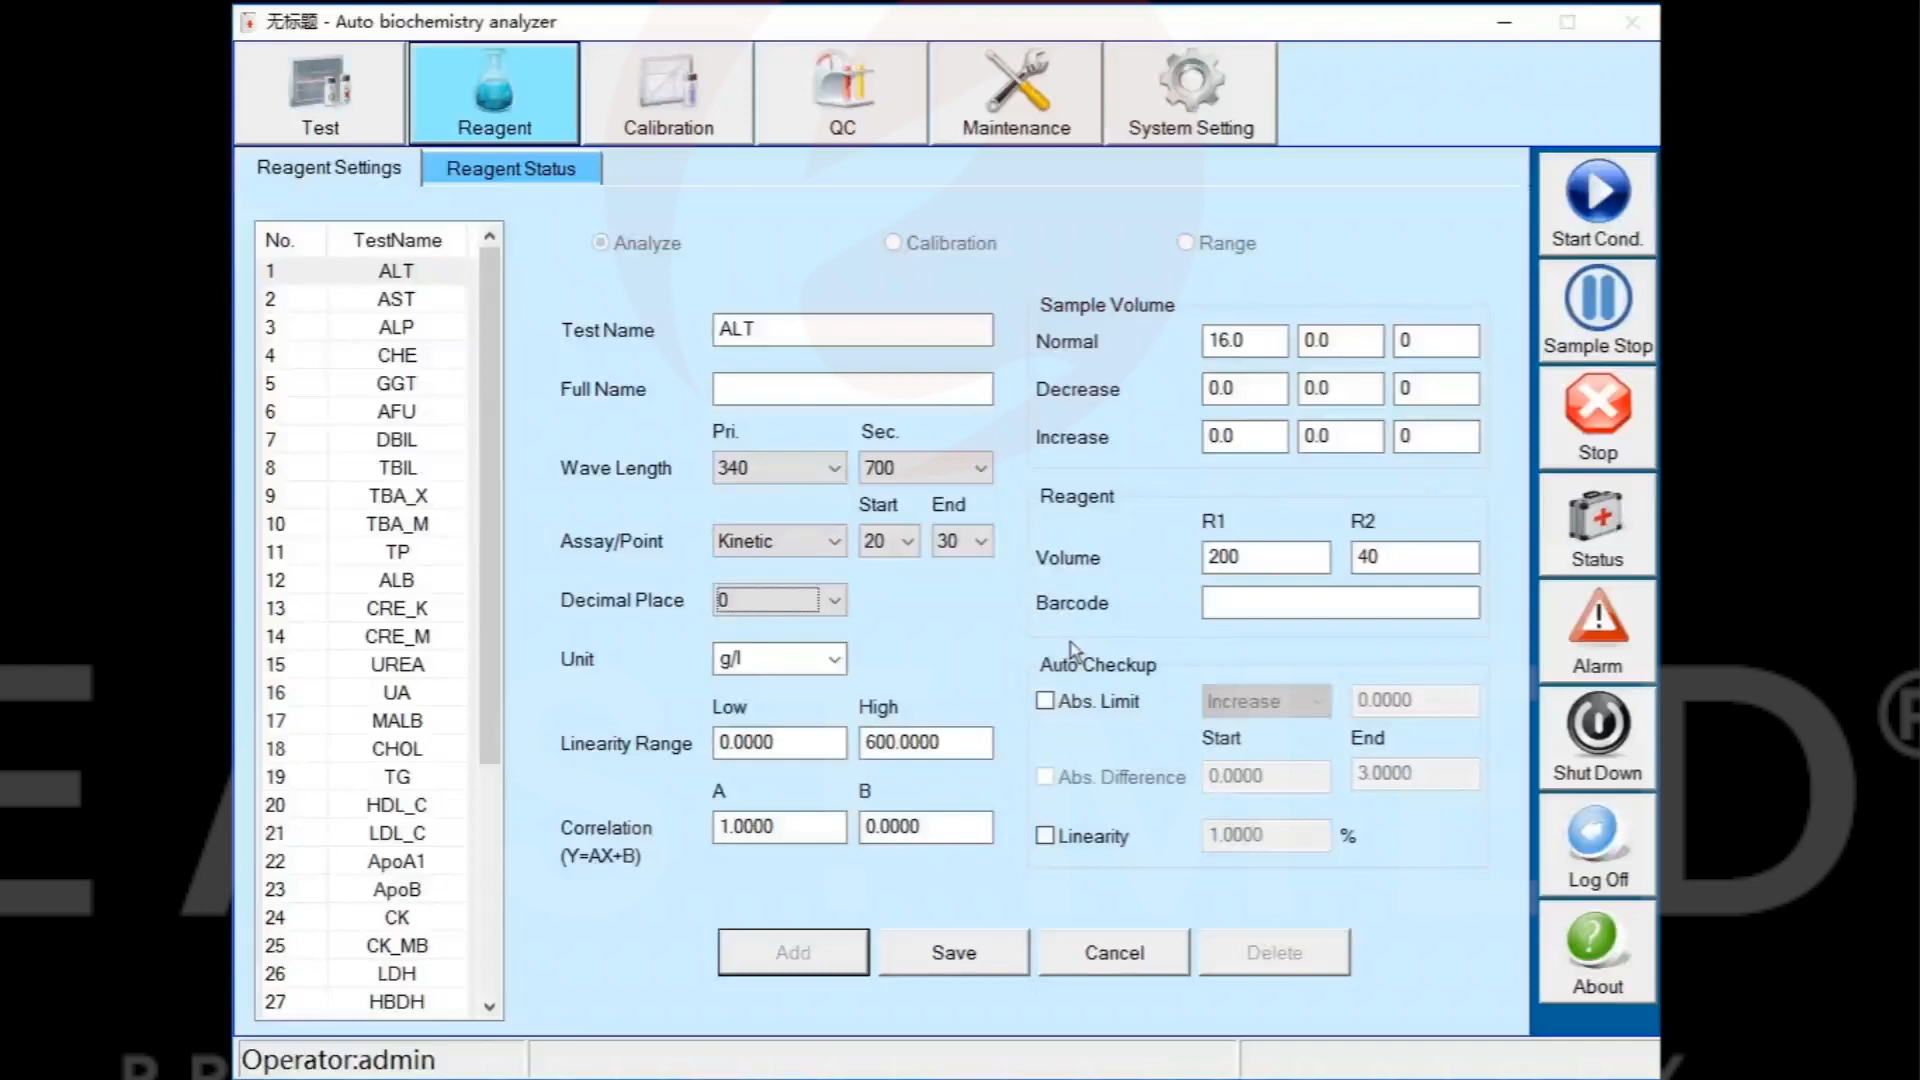 无标题 - Auto biochemistry analyzer
Test
Reagent
Calibration
QC
Maintenance
System Setting
Reagent Settings
Reagent Status
No. TestName
1 ALT
2 AST
3 ALP
4 CHE
5 GGT
6 AFU
7 DBIL
8 TBIL
9 TBA_X
10 TBA_M
11 TP
12 ALB
13 CRE_K
14 CRE_M
15 UREA
16 UA
17 MALB
18 CHOL
19 TG
20 HDL_C
21 LDL_C
22 ApoA1
23 ApoB
24 CK
25 CK_MB
26 LDH
27 HBDH
Analyze
Calibration
Range
Test Name ALT
Full Name
Pri. Sec.
Wave Length 340 700
Start End
Assay/Point Kinetic 20 30
Decimal Place 0
Unit g/l
Low High
Linearity Range 0.0000 600.0000
A B
Correlation 1.0000 0.0000
(Y=AX+B)
Sample Volume
Normal 16.0 0.0 0
Decrease 0.0 0.0 0
Increase 0.0 0.0 0
Reagent
R1 R2
Volume 200 40
Barcode
Auto Checkup
Abs. Limit Increase 0.0000
Start End
Abs. Difference 0.0000 3.0000
Linearity 1.0000 %
Add
Save
Cancel
Delete
Start Cond.
Sample Stop
Stop
Status
Alarm
Shut Down
Log Off
About
Operator:admin